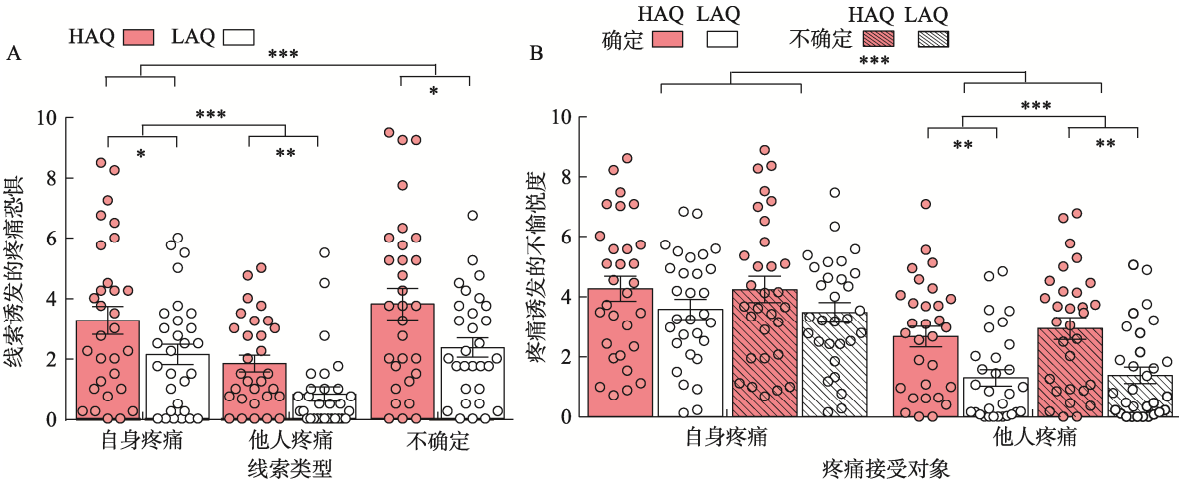 A
HAQ LAQ
***
*
***
*
**
线索诱发的疼痛恐惧
10
8
6
4
2
0
自身疼痛 他人疼痛 不确定
线索类型
B
HAQ LAQ HAQ LAQ
确定 不确定
***
***
**
**
疼痛诱发的不愉悦度
10
8
6
4
2
0
自身疼痛 他人疼痛
疼痛接受对象